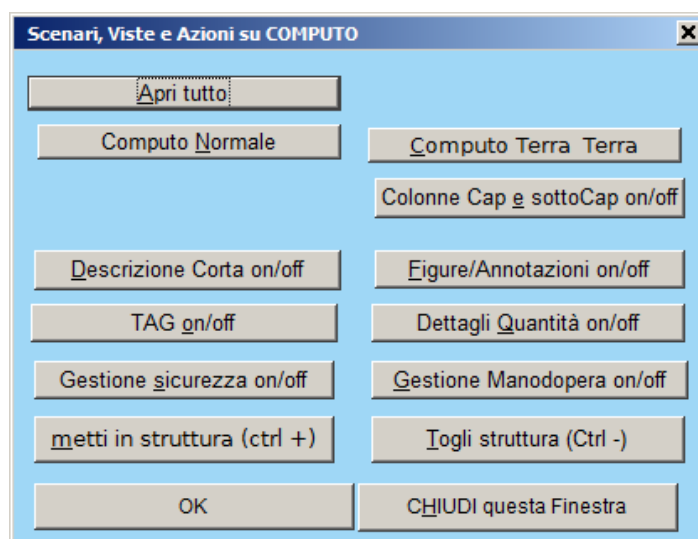 Scenari, Viste e Azioni su COMPUTO
Apri tutto
Computo Normale
Computo Terra Terra
Colonne Cap e sottoCap on/off
Descrizione Corta on/off
Figure/Annotazioni on/off
TAG on/off
Dettagli Quantità on/off
Gestione sicurezza on/off
Gestione Manodopera on/off
metti in struttura (ctrl +)
Togli struttura (Ctrl -)
OK
CHIUDI questa Finestra